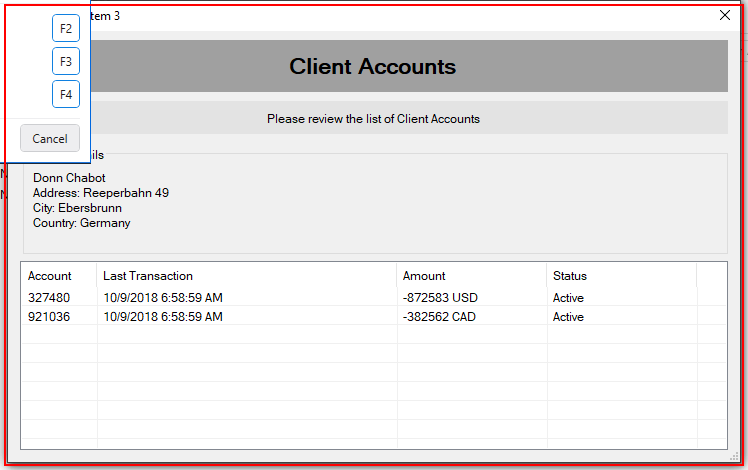 tem 3
F2
F3
F4
Cancel
Client Accounts
Please review the list of Client Accounts
ils
Donn Chabot
Address: Reeperbahn 49
City: Ebersbrunn
Country: Germany
Account Last Transaction Amount Status
327480 10/9/2018 6:58:59 AM -872583 USD Active
921036 10/9/2018 6:58:59 AM -382562 CAD Active